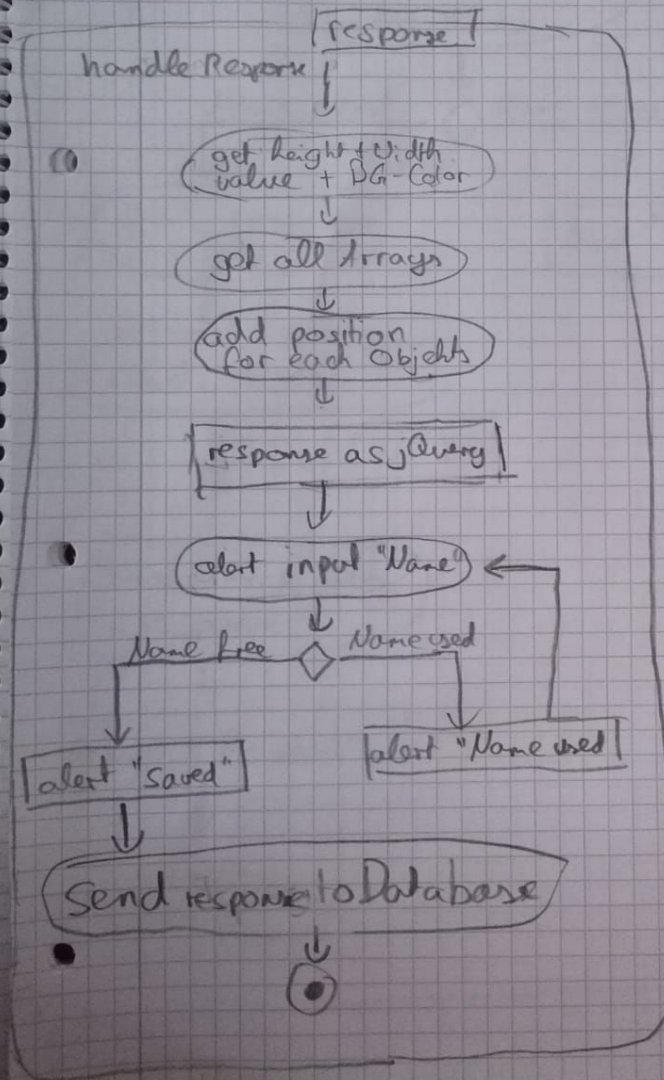 response
handle Response
get height + Width
value + BG-Color
get all Arrays
add position
for each Objekts
response as jQuery
alert input "Name"
Name free
Name used
alert "Name used
alert "Saved"
Send response to Database